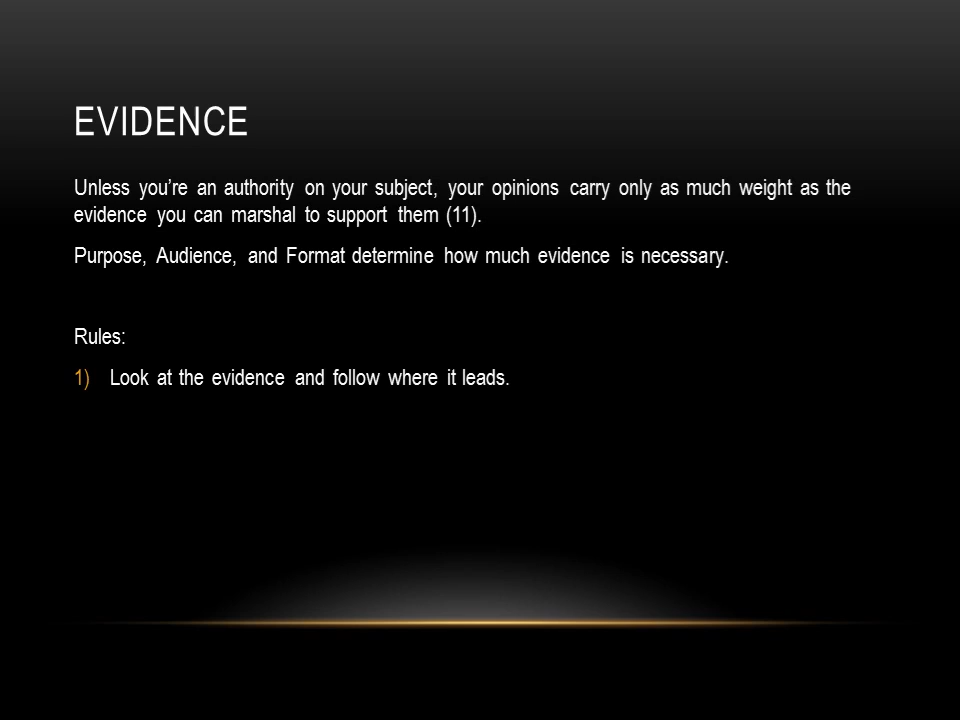 EVIDENCE
Unless you’re an authority on your subject, your opinions carry only as much weight as the
evidence you can marshal to support them (11).
Purpose, Audience, and Format determine how much evidence is necessary.
Rules:
1) Look at the evidence and follow where it leads.